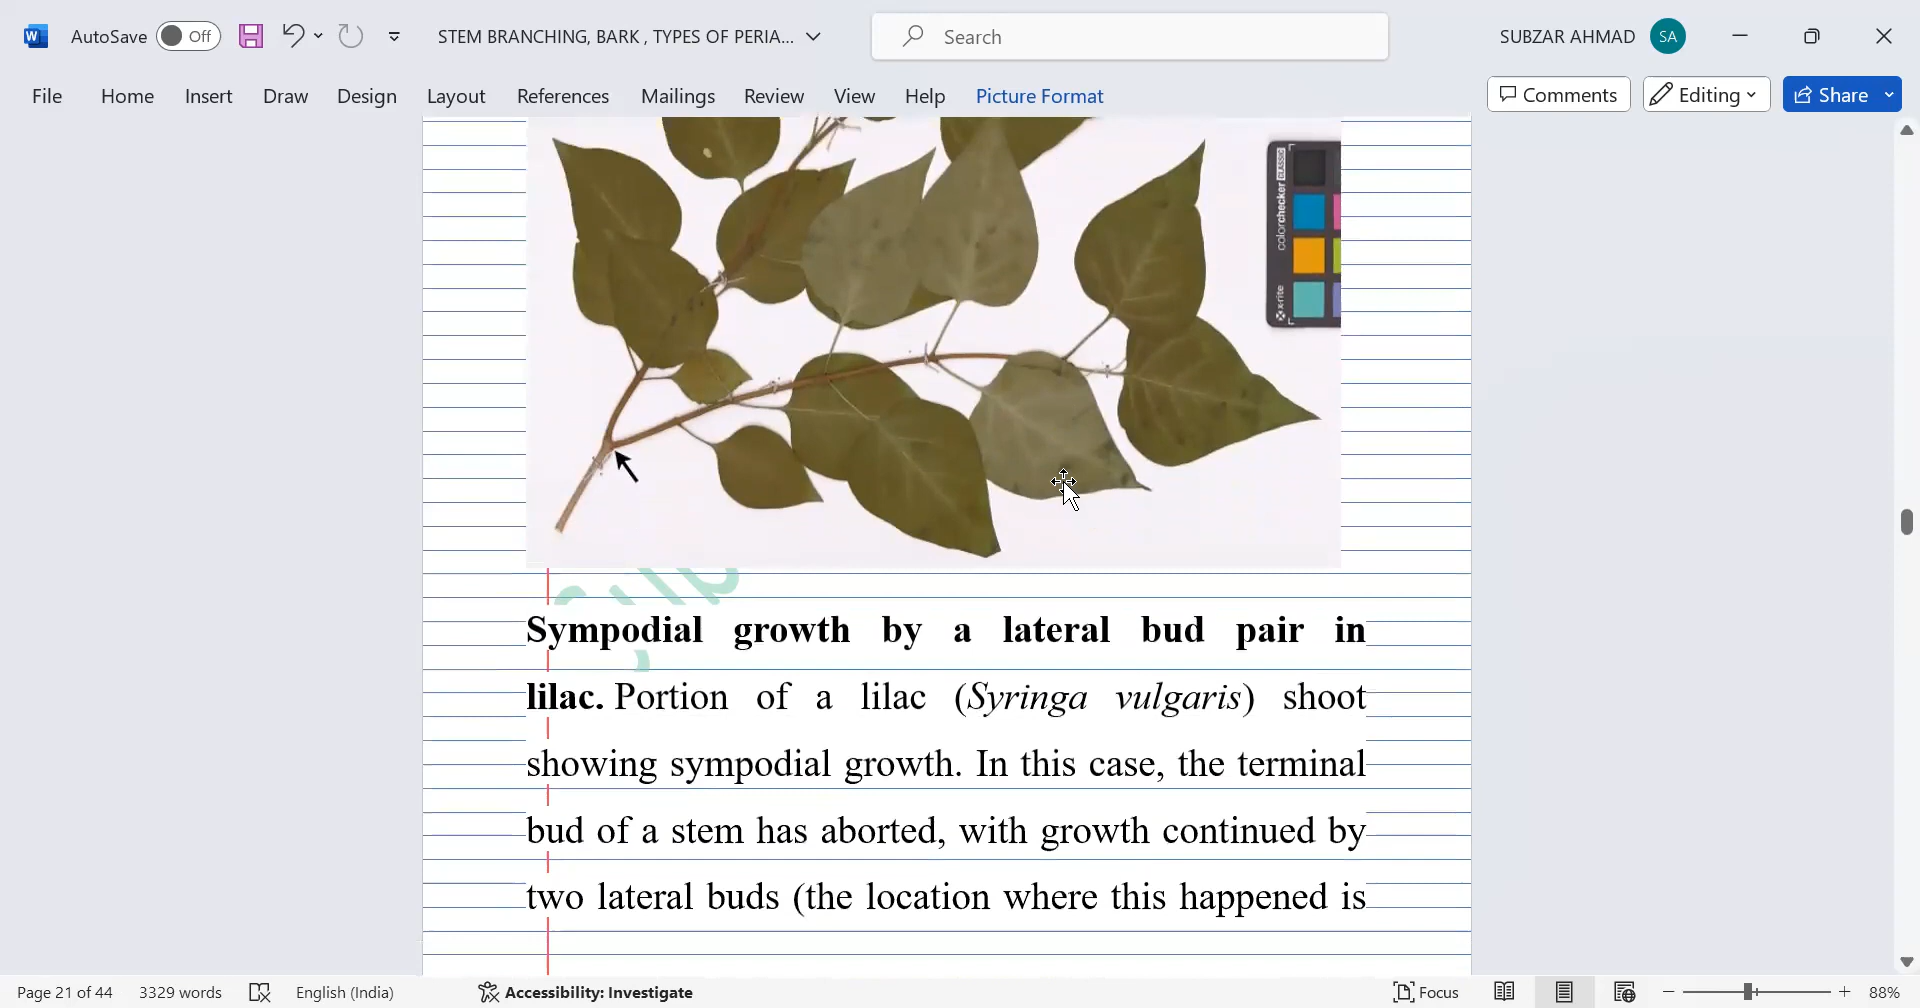 AutoSave Off STEM BRANCHING, BARK , TYPES OF PERIA... Search SUBZAR AHMAD SA
File Home Insert Draw Design Layout References Mailings Review View Help Picture Format Comments Editing Share
colorchecker CLASSIC
x-rite
Sympodial growth by a lateral bud pair in
lilac. Portion of a lilac (Syringa vulgaris) shoot
showing sympodial growth. In this case, the terminal
bud of a stem has aborted, with growth continued by
two lateral buds (the location where this happened is
Page 21 of 44 3329 words English (India) Accessibility: Investigate Focus 88%